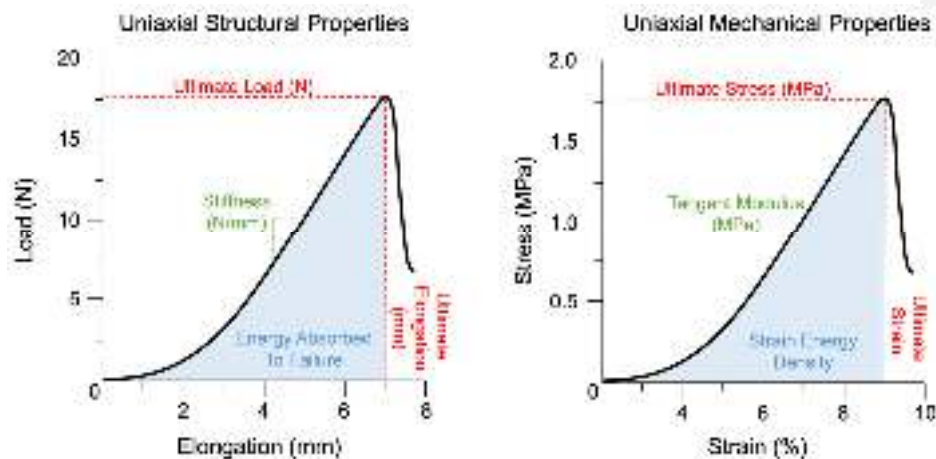 Uniaxial Structural Properties
20
Ultimate Load (N)
15
Stiffness
(N/mm)
10
Load (N)
5
Energy Absorbed
to Failure
Ultimate
Elongation
(mm)
0
2
4
6
8
Elongation (mm)
Uniaxial Mechanical Properties
2.0
Ultimate Stress (MPa)
1.5
Tangent Modulus
(MPa)
1.0
Stress (MPa)
0.5
Strain Energy
Density
Ultimate
Strain
0
4
6
8
10
Strain (%)